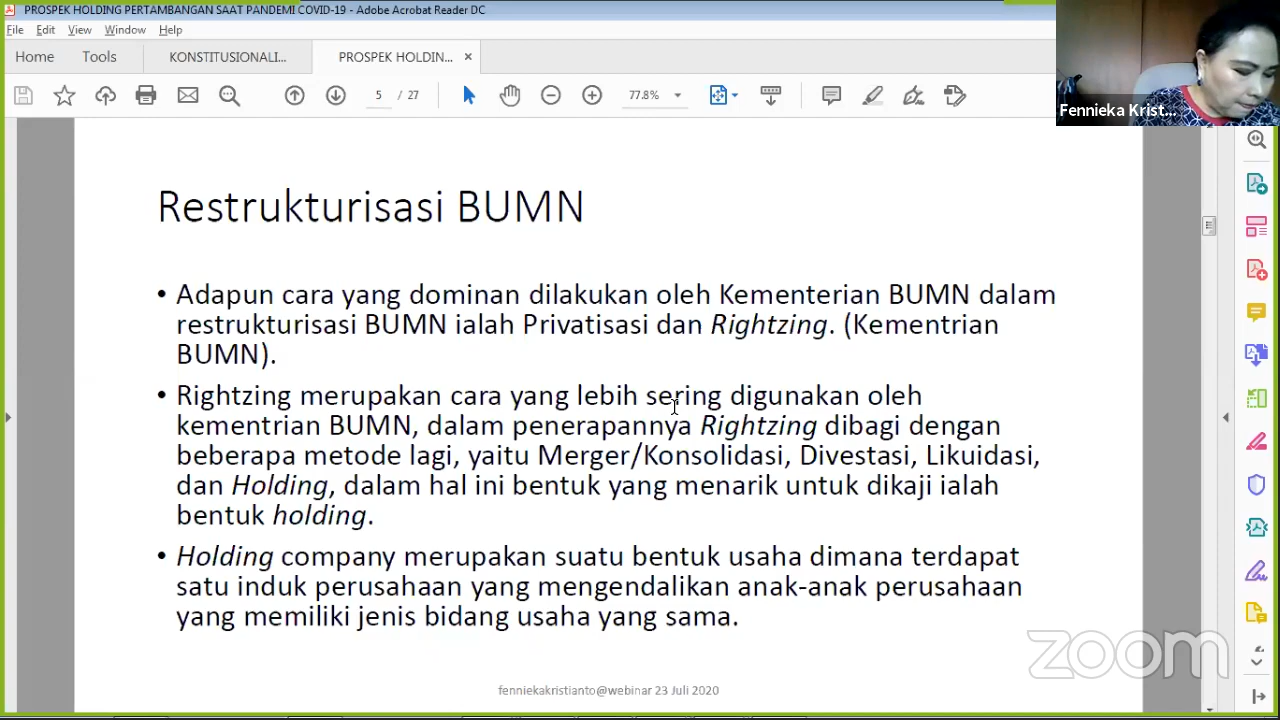 PROSPEK HOLDING PERTAMBANGAN SAAT PANDEMI COVID-19 - Adobe Acrobat Reader DC
File Edit View Window Help
Home Tools KONSTITUSIONALI... PROSPEK HOLDIN... ×
5 / 27 77.8%
Fennieka Krist...
Restrukturisasi BUMN
• Adapun cara yang dominan dilakukan oleh Kementerian BUMN dalam
restrukturisasi BUMN ialah Privatisasi dan Rightzing. (Kementrian
BUMN).
• Rightzing merupakan cara yang lebih sering digunakan oleh
kementrian BUMN, dalam penerapannya Rightzing dibagi dengan
beberapa metode lagi, yaitu Merger/Konsolidasi, Divestasi, Likuidasi,
dan Holding, dalam hal ini bentuk yang menarik untuk dikaji ialah
bentuk holding.
• Holding company merupakan suatu bentuk usaha dimana terdapat
satu induk perusahaan yang mengendalikan anak-anak perusahaan
yang memiliki jenis bidang usaha yang sama.
zoom
fenniekakristianto@webinar 23 Juli 2020